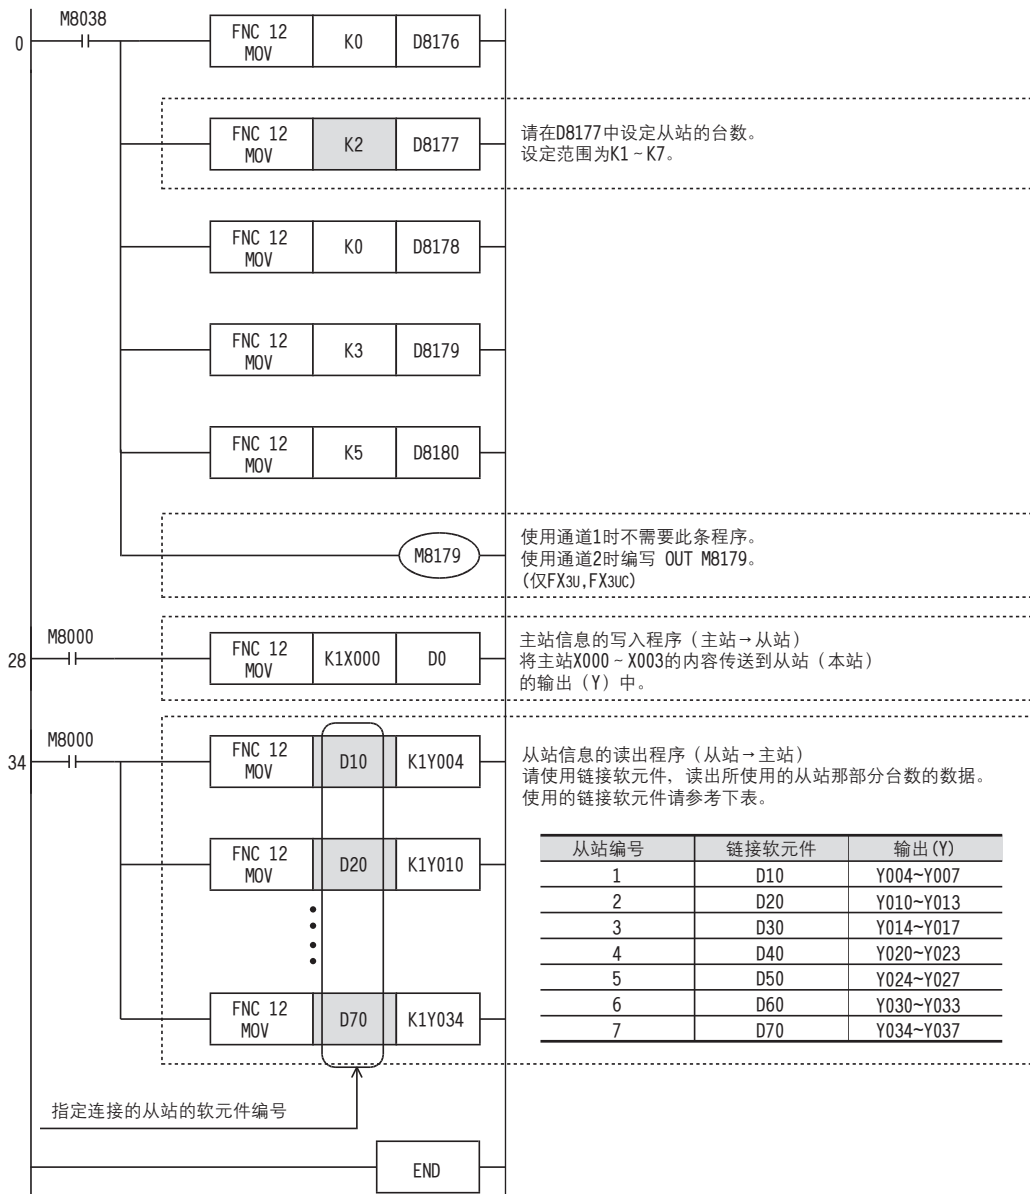 M8038
0
FNC 12
MOV
K0
D8176
FNC 12
MOV
K2
D8177
请在D8177中设定从站的台数。
设定范围为K1～K7。
FNC 12
MOV
K0
D8178
FNC 12
MOV
K3
D8179
FNC 12
MOV
K5
D8180
M8179
使用通道1时不需要此条程序。
使用通道2时编写 OUT M8179。
(仅FX3U,FX3UC)
M8000
28
FNC 12
MOV
K1X000
D0
主站信息的写入程序（主站→从站）
将主站X000～X003的内容传送到从站（本站）
的输出（Y）中。
M8000
34
FNC 12
MOV
D10
K1Y004
从站信息的读出程序（从站→主站）
请使用链接软元件，读出所使用的从站那部分台数的数据。
使用的链接软元件请参考下表。
FNC 12
MOV
D20
K1Y010
FNC 12
MOV
D70
K1Y034
从站编号 链接软元件 输出(Y)
1 D10 Y004~Y007
2 D20 Y010~Y013
3 D30 Y014~Y017
4 D40 Y020~Y023
5 D50 Y024~Y027
6 D60 Y030~Y033
7 D70 Y034~Y037
指定连接的从站的软元件编号
END